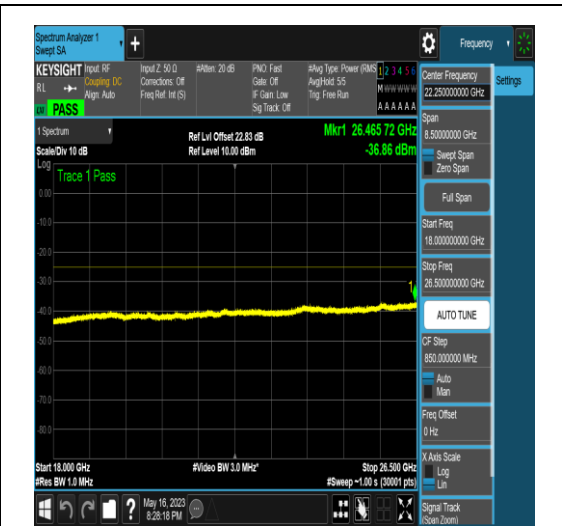 Spectrum Analyzer 1
Swept SA
+
Frequency
KEYSIGHT
Input: RF
Coupling: DC
Align: Auto
RL
PASS
Input Z: 50 Ω
Corrections: Off
Freq Ref: Int (S)
#Atten: 20 dB
PNO: Fast
Gate: Off
IF Gain: Low
Sig Track: Off
#Avg Type: Power (RMS
Avg|Hold: 5/5
Trig: Free Run
1 2 3 4 5 6
M W W W W W
A A A A A A
1 Spectrum
Scale/Div 10 dB
Ref Lvl Offset 22.83 dB
Ref Level 10.00 dBm
Mkr1 26.465 72 GHz
-36.86 dBm
Log
Trace 1 Pass
0.00
-10.0
-20.0
-30.0
-40.0
-50.0
-60.0
-70.0
-80.0
1
Start 18.000 GHz
#Res BW 1.0 MHz
#Video BW 3.0 MHz*
Stop 26.500 GHz
#Sweep ~1.00 s (30001 pts)
?
May 16, 2023
8:28:18 PM
Center Frequency
22.250000000 GHz
Settings
Span
8.50000000 GHz
Swept Span
Zero Span
Full Span
Start Freq
18.000000000 GHz
Stop Freq
26.500000000 GHz
AUTO TUNE
CF Step
850.000000 MHz
Auto
Man
Freq Offset
0 Hz
X Axis Scale
Log
Lin
Signal Track
(Span Zoom)